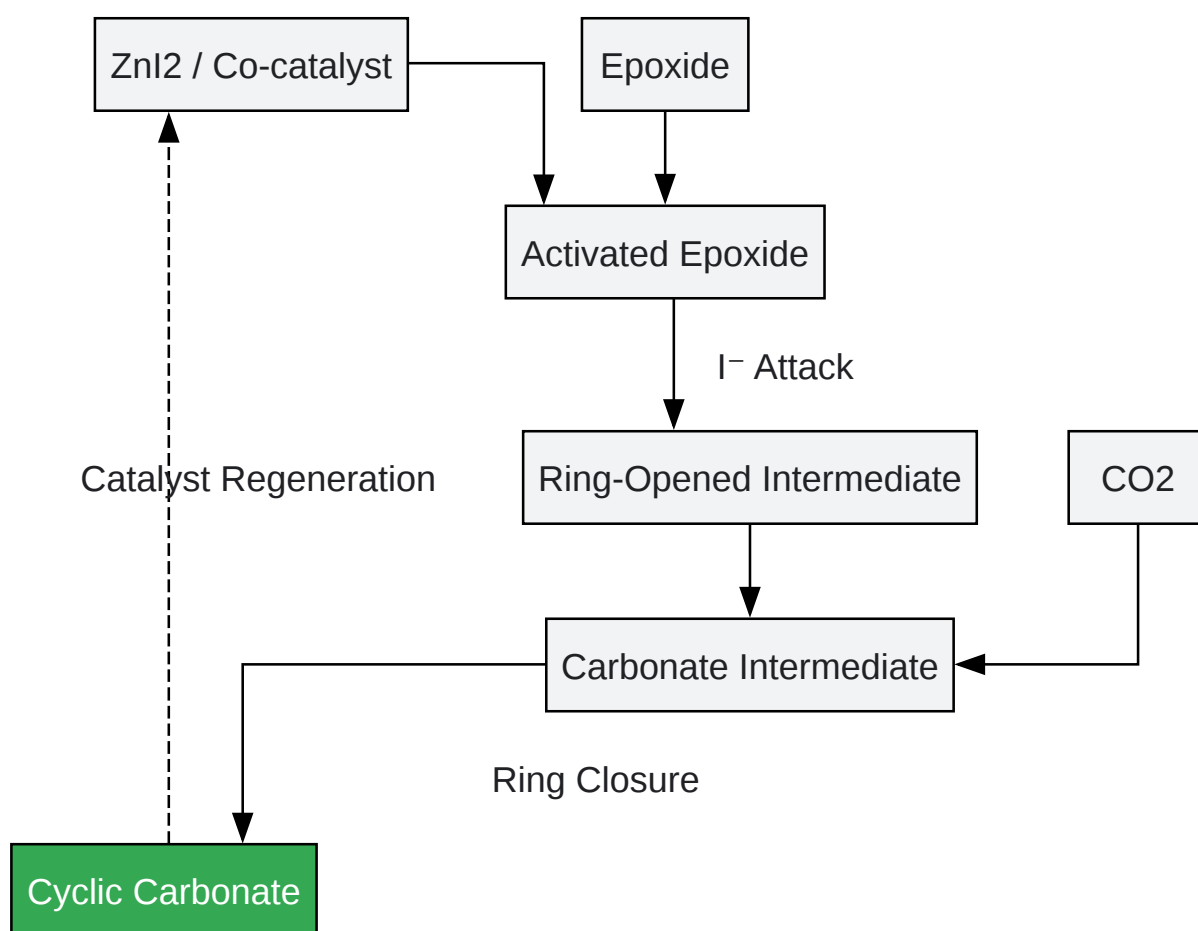 ZnI2 / Co-catalyst
Epoxide
Activated Epoxide
I⁻ Attack
Catalyst Regeneration
Ring-Opened Intermediate
CO2
Carbonate Intermediate
Ring Closure
Cyclic Carbonate